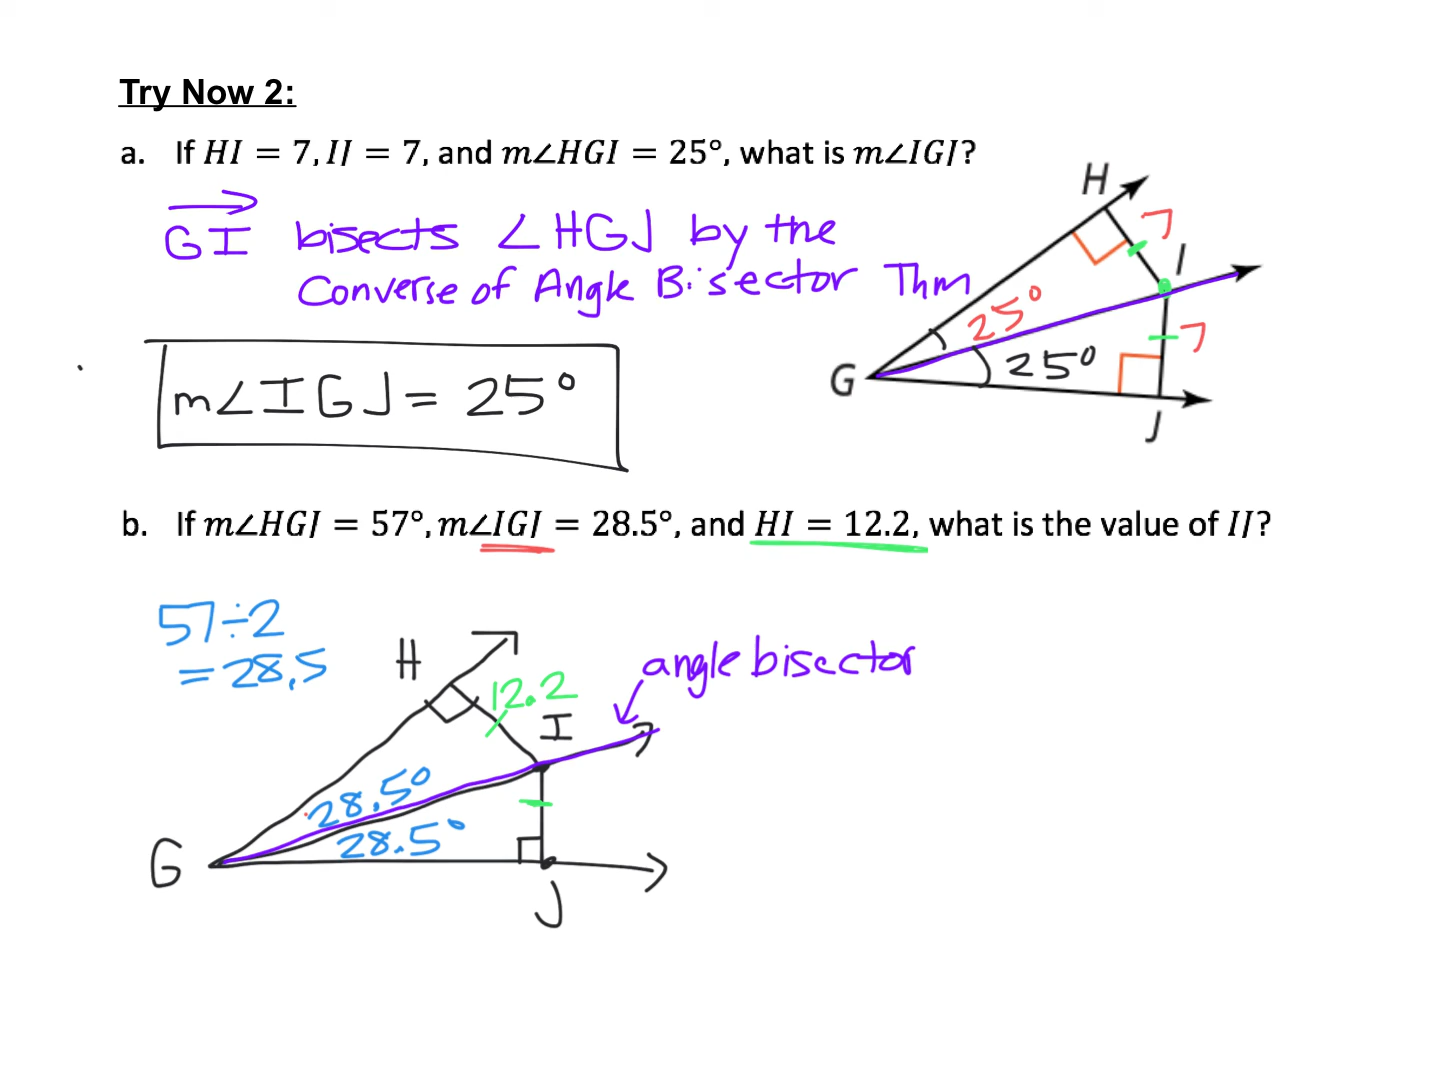 Try Now 2:
a. If HI = 7, IJ = 7, and m∠HGI = 25°, what is m∠IGJ?
GI bisects ∠HGJ by the
Converse of Angle Bisector Thm
m∠IGJ = 25°
H
7
I
25°
7
25°
G
J
b. If m∠HGJ = 57°, m∠IGJ = 28.5°, and HI = 12.2, what is the value of IJ?
57÷2
=28.5
H
12.2
I
angle bisector
28.5°
28.5°
G
J